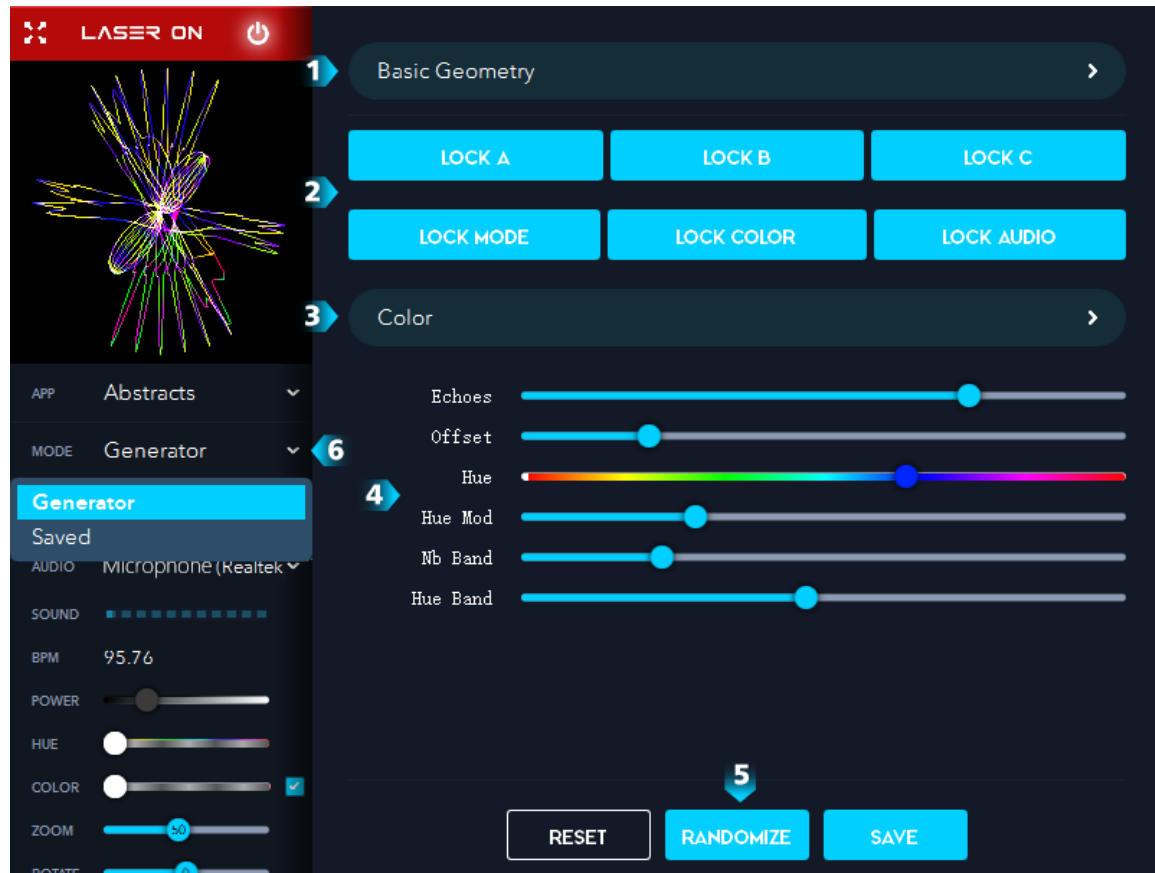 LASER ON
1
Basic Geometry
LOCK A
LOCK B
LOCK C
2
LOCK MODE
LOCK COLOR
LOCK AUDIO
3
Color
APP Abstracts
MODE Generator
6
Generator
Saved
AUDIO Microphone (Realtek
SOUND
BPM 95.76
POWER
HUE
COLOR
ZOOM 50
ROTATE 0
4
Echoes
Offset
Hue
Hue Mod
Nb Band
Hue Band
5
RESET
RANDOMIZE
SAVE